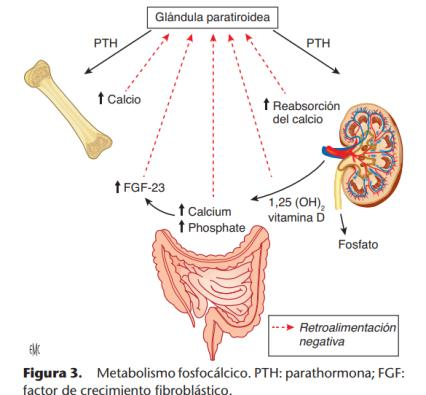 Glándula paratiroidea
PTH
PTH
⬆ Calcio
⬆ Reabsorción
del calcio
⬆ FGF-23
⬆ Calcium
⬆ Phosphate
1,25 (OH)₂
vitamina D
Fosfato
Retroalimentación
negativa
EMC
Figura 3. Metabolismo fosfocálcico. PTH: parathormona; FGF:
factor de crecimiento fibroblástico.